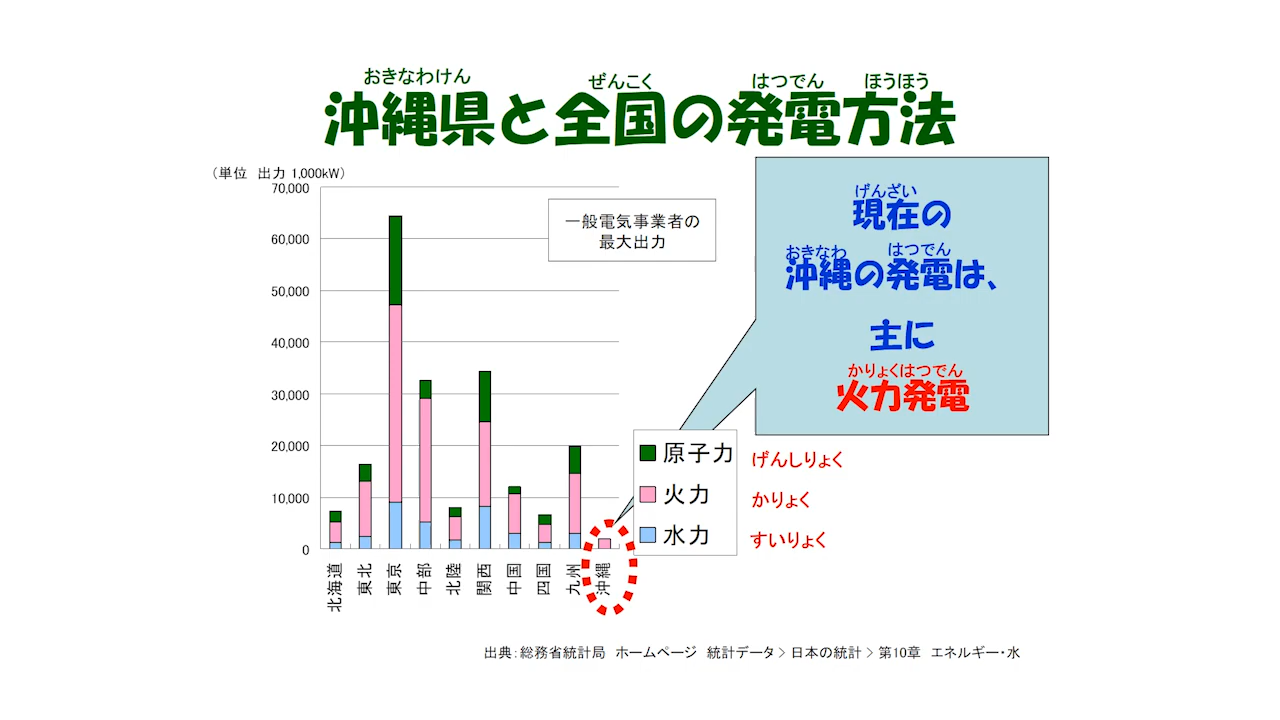 おきなわけん ぜんこく はつでん ほうほう
沖縄県と全国の発電方法
（単位 出力 1,000kW）
70,000
60,000
50,000
40,000
30,000
20,000
10,000
0
一般電気事業者の
最大出力
げんざい
現在の
おきなわ はつでん
沖縄の発電は、
主に
かりょくはつでん
火力発電
原子力 げんしりょく
火力 かりょく
水力 すいりょく
北海道
東北
東京
中部
北陸
関西
中国
四国
九州
沖縄
出典：総務省統計局 ホームページ 統計データ > 日本の統計 > 第10章 エネルギー・水